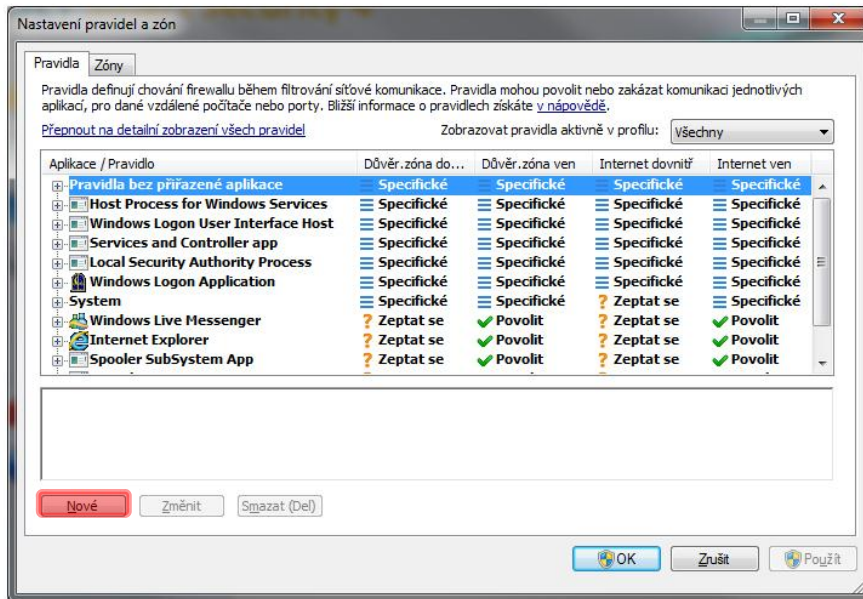 Nastavení pravidel a zón
Pravidla Zóny
Pravidla definují chování firewallu během filtrování síťové komunikace. Pravidla mohou povolit nebo zakázat komunikaci jednotlivých
aplikací, pro dané vzdálené počítače nebo porty. Bližší informace o pravidlech získáte v nápovědě.
Přepnout na detailní zobrazení všech pravidel Zobrazovat pravidla aktivně v profilu: Všechny
Aplikace / Pravidlo Důvěr.zóna do... Důvěr.zóna ven Internet dovnitř Internet ven
Pravidla bez přiřazené aplikace Specifické Specifické Specifické Specifické
Host Process for Windows Services Specifické Specifické Specifické Specifické
Windows Logon User Interface Host Specifické Specifické Specifické Specifické
Services and Controller app Specifické Specifické Specifické Specifické
Local Security Authority Process Specifické Specifické Specifické Specifické
Windows Logon Application Specifické Specifické Specifické Specifické
System Specifické Specifické ? Zeptat se Specifické
Windows Live Messenger ? Zeptat se Povolit ? Zeptat se Povolit
Internet Explorer ? Zeptat se Povolit ? Zeptat se Povolit
Spooler SubSystem App ? Zeptat se Povolit ? Zeptat se Povolit
Nové Změnit Smazat (Del)
OK Zrušit Použít